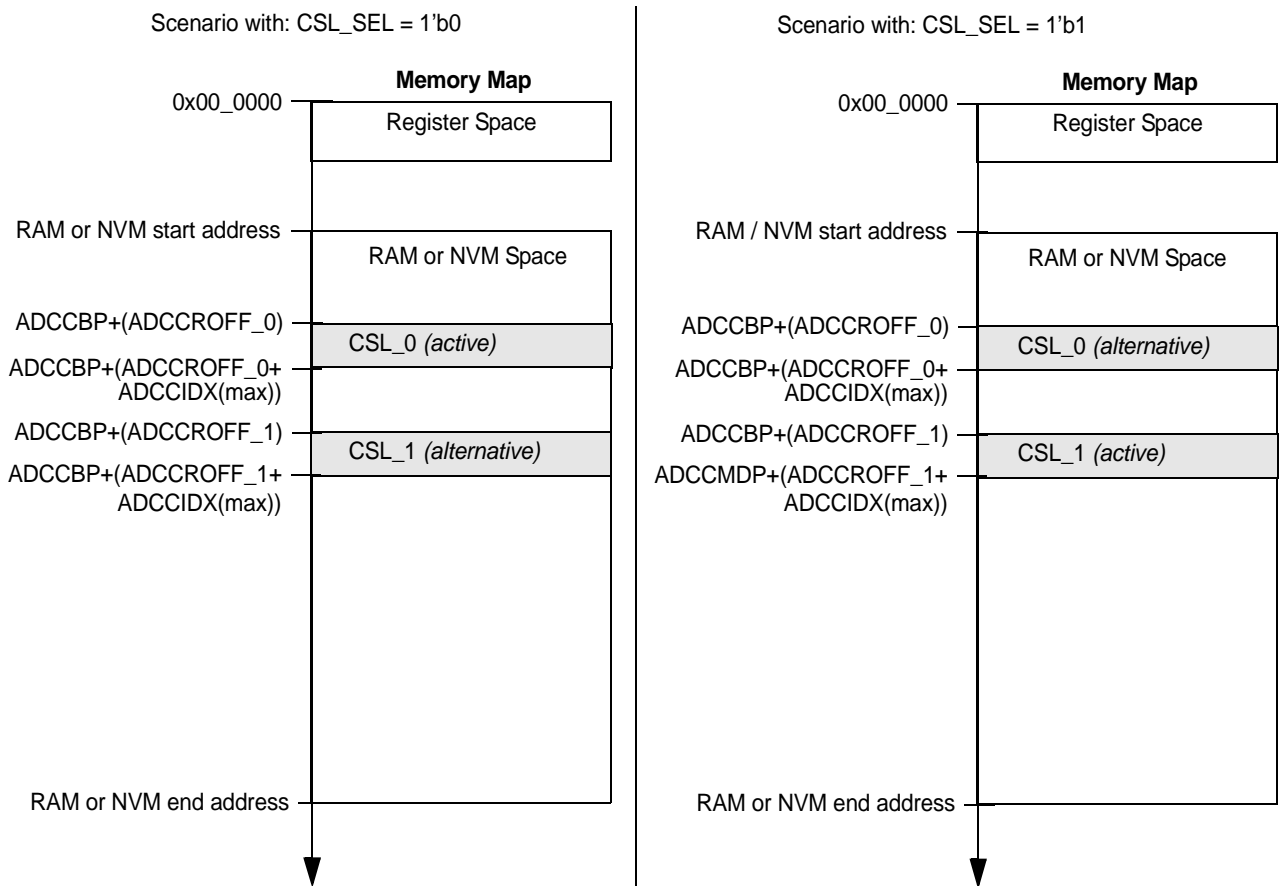 Scenario with: CSL_SEL = 1’b0
Memory Map
0x00_0000
Register Space
RAM or NVM start address
RAM or NVM Space
ADCCBP+(ADCCROFF_0)
CSL_0 (active)
ADCCBP+(ADCCROFF_0+
ADCCIDX(max))
ADCCBP+(ADCCROFF_1)
CSL_1 (alternative)
ADCCBP+(ADCCROFF_1+
ADCCIDX(max))
RAM or NVM end address
Scenario with: CSL_SEL = 1’b1
Memory Map
0x00_0000
Register Space
RAM / NVM start address
RAM or NVM Space
ADCCBP+(ADCCROFF_0)
CSL_0 (alternative)
ADCCBP+(ADCCROFF_0+
ADCCIDX(max))
ADCCBP+(ADCCROFF_1)
CSL_1 (active)
ADCCMDP+(ADCCROFF_1+
ADCCIDX(max))
RAM or NVM end address